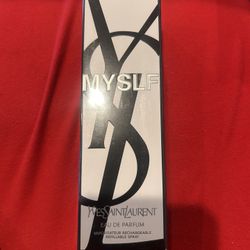 MYSLF
YVESSAINTLAURENT
EAU DE PARFUM
VAPORISATEUR RECHARGEABLE
REFILLABLE SPRAY